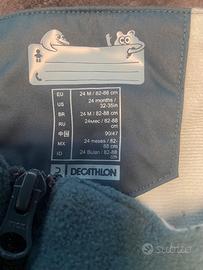 EU 24 M / 82-88 cm
US 24 months / 32-35in
BR 24 M / 82-88 cm
RU 24мес / 82-88 cm
中国 90/47
MX 24 meses / 82-88 cm
ID 24 Bulan / 82-88 cm
DECATHLON
subito